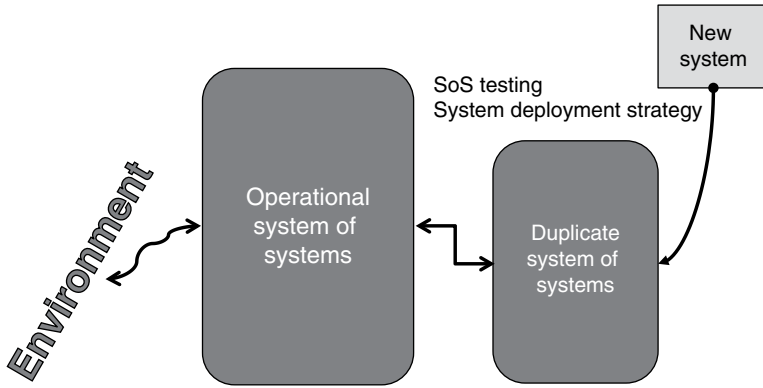 New
system
SoS testing
System deployment strategy
Environment
Operational
system of
systems
Duplicate
system of
systems